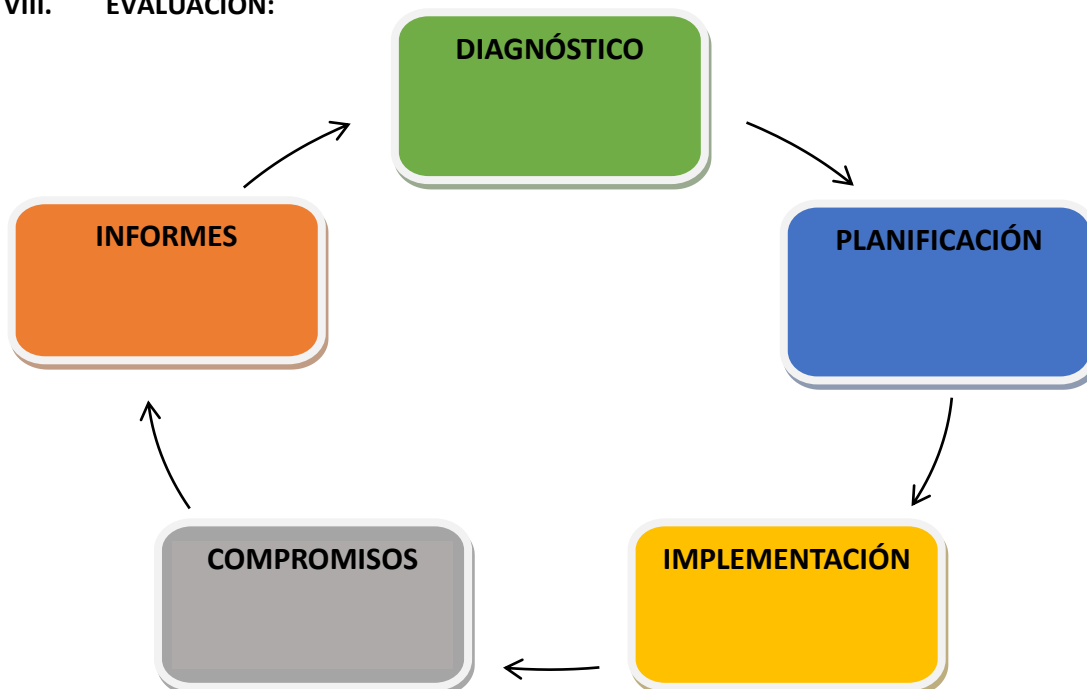 VIII. EVALUACIÓN:
DIAGNÓSTICO
PLANIFICACIÓN
IMPLEMENTACIÓN
COMPROMISOS
INFORMES